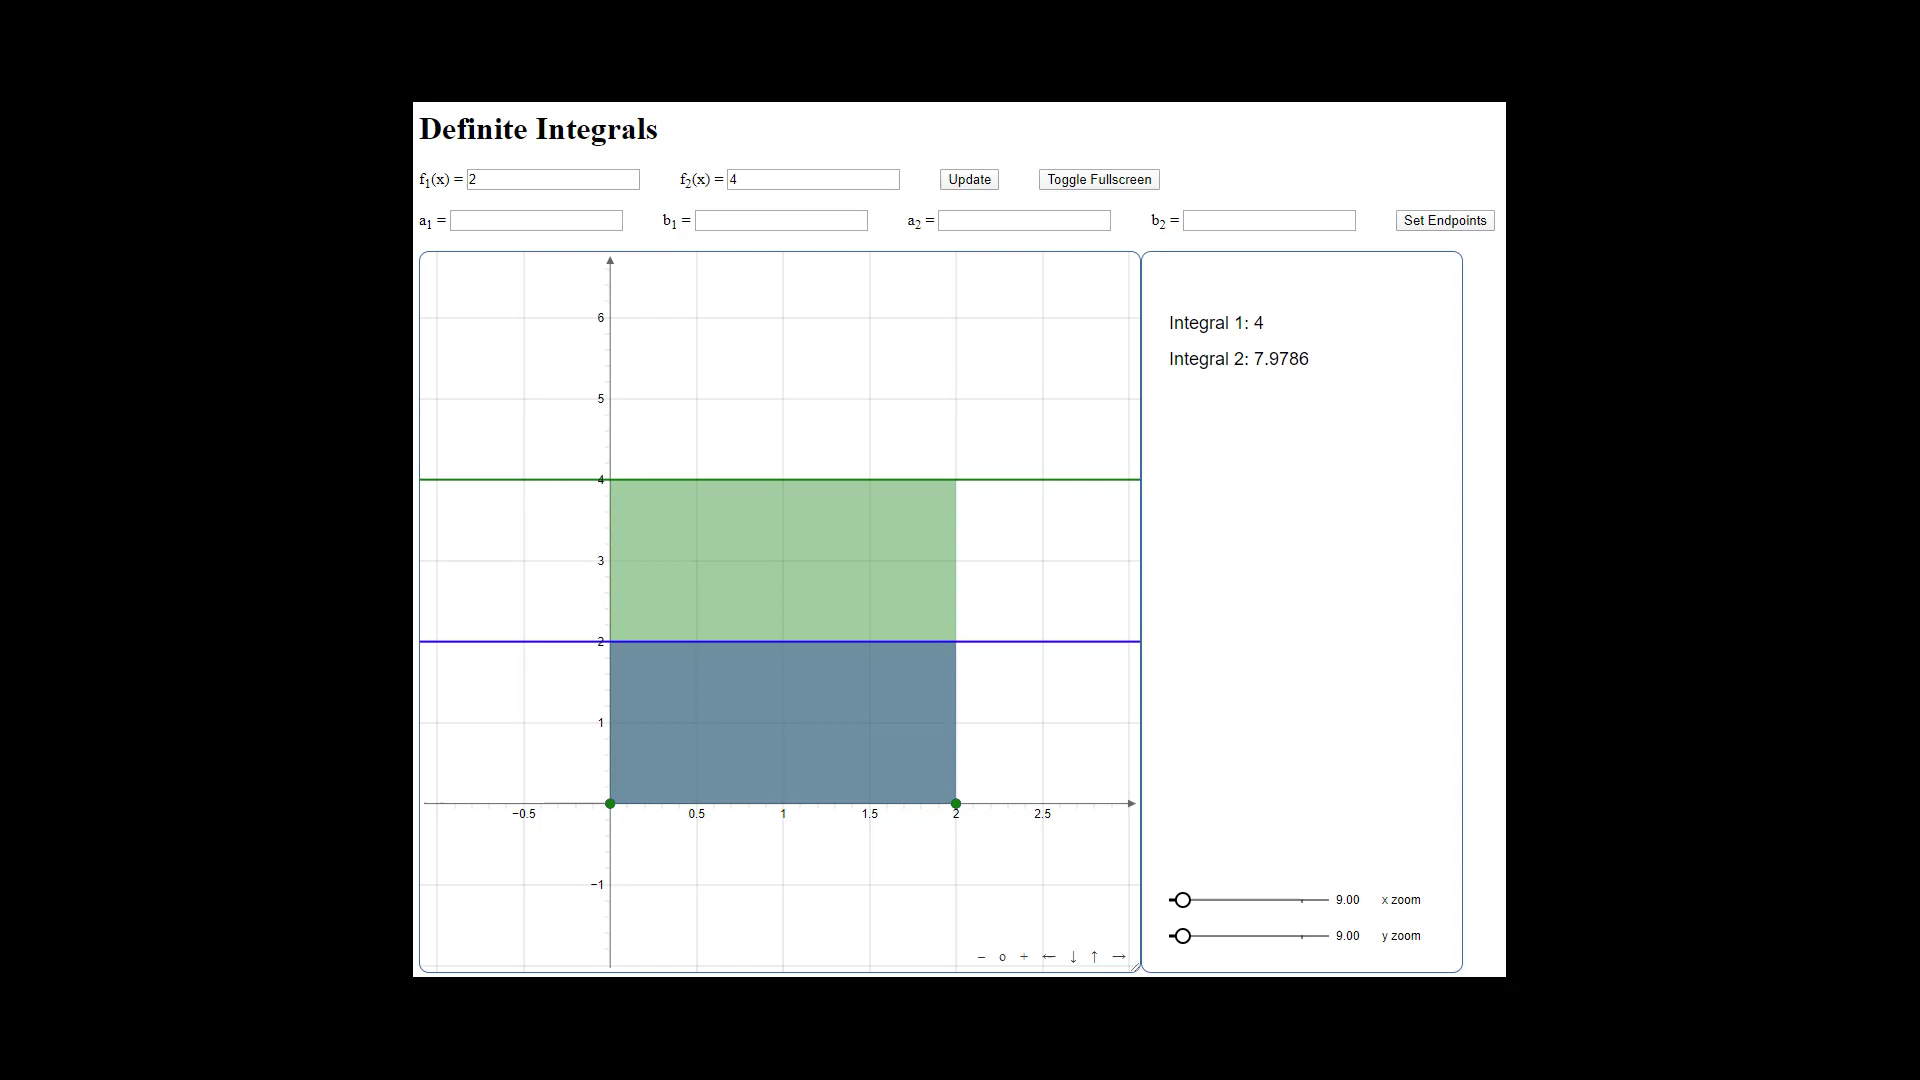 Definite Integrals
f1(x) = 2 f2(x) = 4 Update Toggle Fullscreen
a1 = b1 = a2 = b2 = Set Endpoints
Integral 1: 4
Integral 2: 7.9786
6
5
4
3
2
1
−0.5 0.5 1 1.5 2 2.5
−1
9.00 x zoom
9.00 y zoom
− o + ← ↓ ↑ →